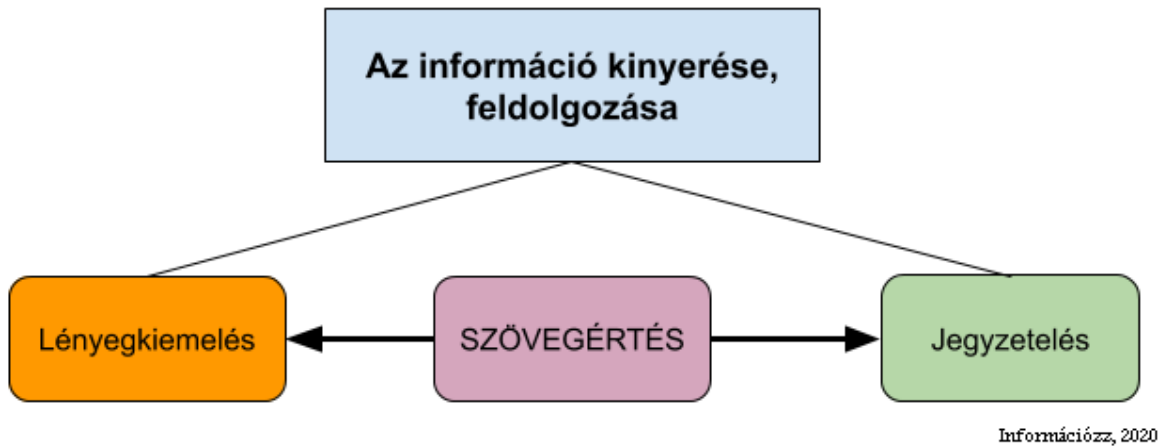 Az információ kinyerése,
feldolgozása
Lényegkiemelés
SZÖVEGÉRTÉS
Jegyzetelés
Információzz, 2020